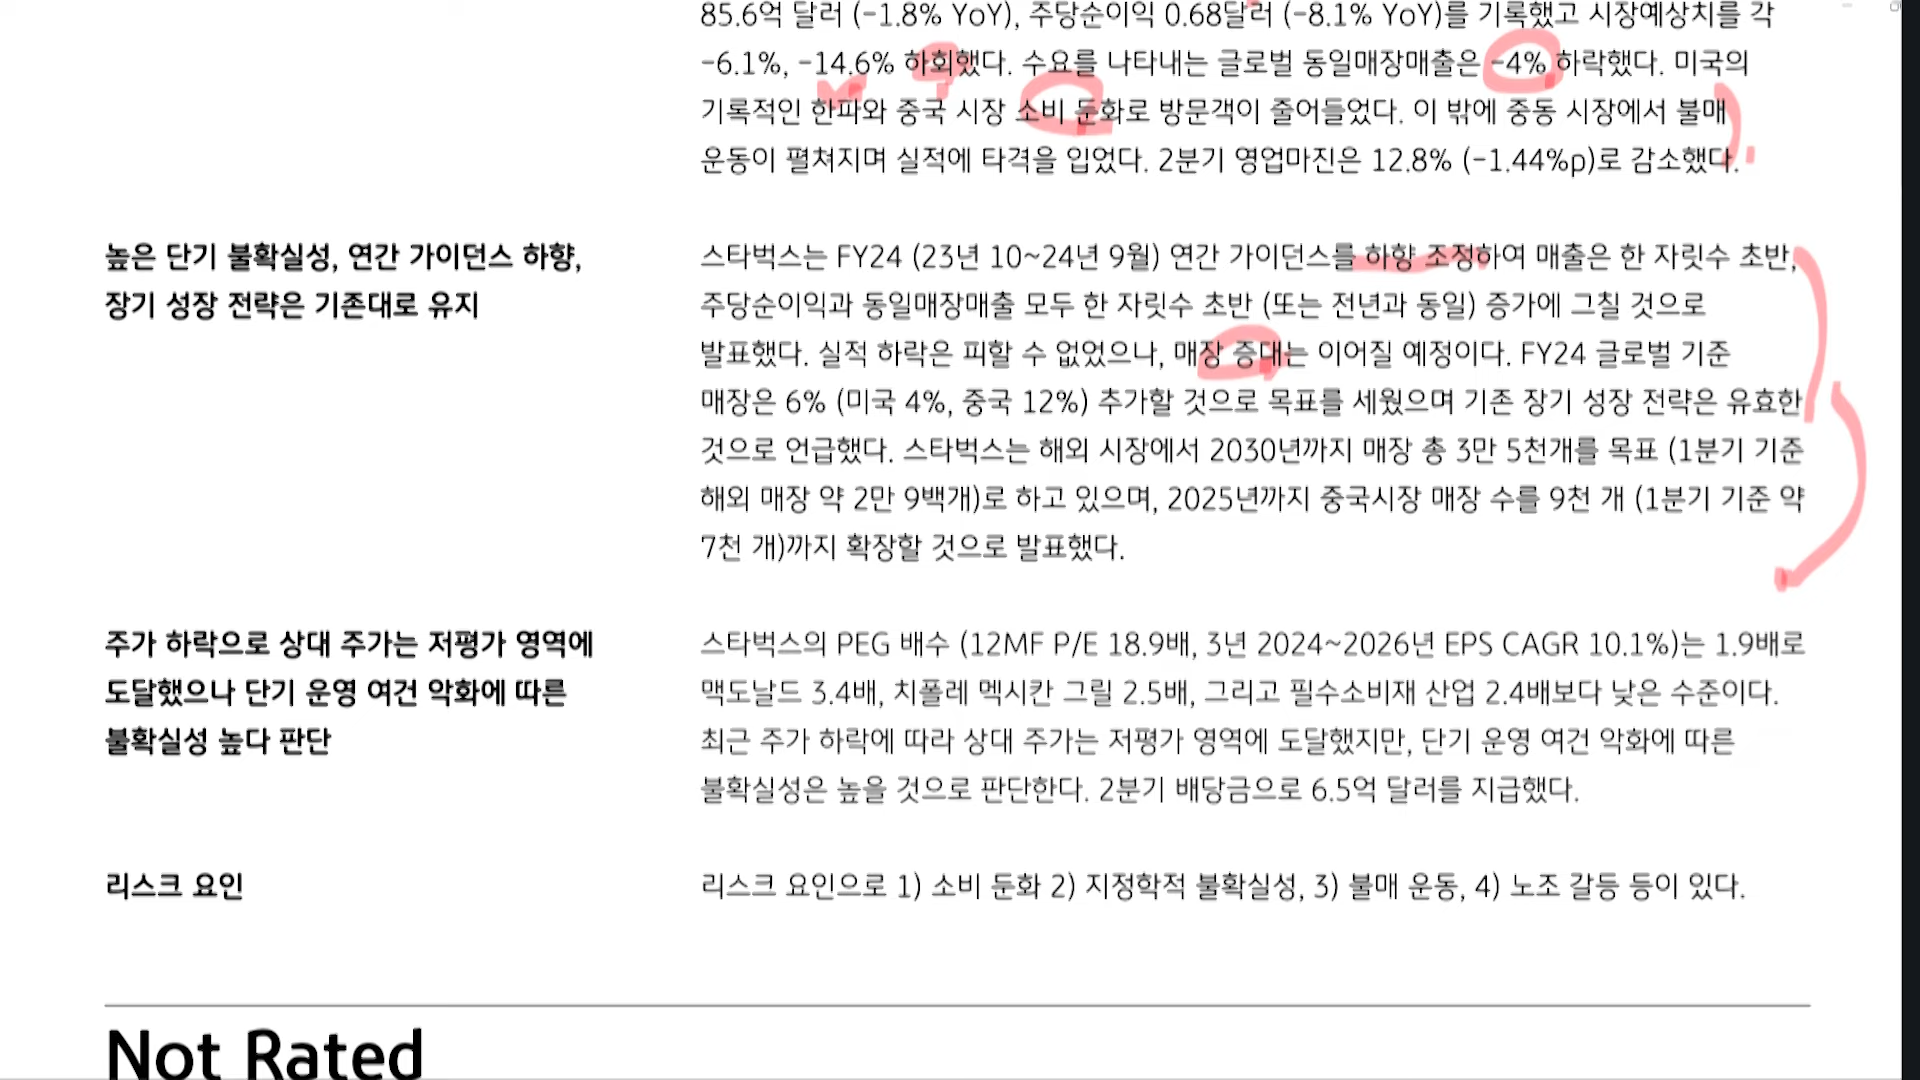 85.6억 달러 (-1.8% YoY), 주당순이익 0.68달러 (-8.1% YoY)를 기록했고 시장예상치를 각
-6.1%, -14.6% 하회했다. 수요를 나타내는 글로벌 동일매장매출은 -4% 하락했다. 미국의
기록적인 한파와 중국 시장 소비 둔화로 방문객이 줄어들었다. 이 밖에 중동 시장에서 불매
운동이 펼쳐지며 실적에 타격을 입었다. 2분기 영업마진은 12.8% (-1.44%p)로 감소했다.
높은 단기 불확실성, 연간 가이던스 하향,
장기 성장 전략은 기존대로 유지
스타벅스는 FY24 (23년 10~24년 9월) 연간 가이던스를 하향 조정하여 매출은 한 자릿수 초반,
주당순이익과 동일매장매출 모두 한 자릿수 초반 (또는 전년과 동일) 증가에 그칠 것으로
발표했다. 실적 하락은 피할 수 없었으나, 매장 증대는 이어질 예정이다. FY24 글로벌 기준
매장은 6% (미국 4%, 중국 12%) 추가할 것으로 목표를 세웠으며 기존 장기 성장 전략은 유효한
것으로 언급했다. 스타벅스는 해외 시장에서 2030년까지 매장 총 3만 5천개를 목표 (1분기 기준
해외 매장 약 2만 9백개)로 하고 있으며, 2025년까지 중국시장 매장 수를 9천 개 (1분기 기준 약
7천 개)까지 확장할 것으로 발표했다.
주가 하락으로 상대 주가는 저평가 영역에
도달했으나 단기 운영 여건 악화에 따른
불확실성 높다 판단
스타벅스의 PEG 배수 (12MF P/E 18.9배, 3년 2024~2026년 EPS CAGR 10.1%)는 1.9배로
맥도날드 3.4배, 치폴레 멕시칸 그릴 2.5배, 그리고 필수소비재 산업 2.4배보다 낮은 수준이다.
최근 주가 하락에 따라 상대 주가는 저평가 영역에 도달했지만, 단기 운영 여건 악화에 따른
불확실성은 높을 것으로 판단한다. 2분기 배당금으로 6.5억 달러를 지급했다.
리스크 요인
리스크 요인으로 1) 소비 둔화 2) 지정학적 불확실성, 3) 불매 운동, 4) 노조 갈등 등이 있다.
Not Rated